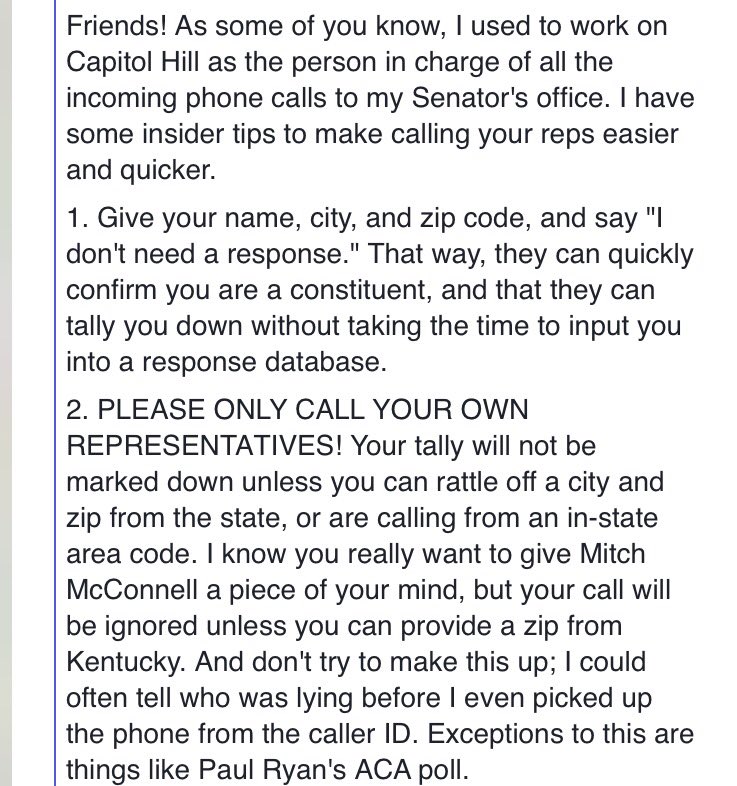 Friends! As some of you know, I used to work on
Capitol Hill as the person in charge of all the
incoming phone calls to my Senator's office. I have
some insider tips to make calling your reps easier
and quicker.
1. Give your name, city, and zip code, and say "I
don't need a response." That way, they can quickly
confirm you are a constituent, and that they can
tally you down without taking the time to input you
into a response database.
2. PLEASE ONLY CALL YOUR OWN
REPRESENTATIVES! Your tally will not be
marked down unless you can rattle off a city and
zip from the state, or are calling from an in-state
area code. I know you really want to give Mitch
McConnell a piece of your mind, but your call will
be ignored unless you can provide a zip from
Kentucky. And don't try to make this up; I could
often tell who was lying before I even picked up
the phone from the caller ID. Exceptions to this are
things like Paul Ryan's ACA poll.